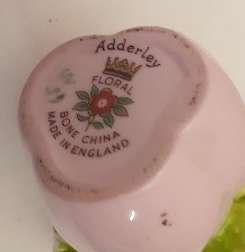 Adderley
FLORAL
BONE CHINA
MADE IN ENGLAND